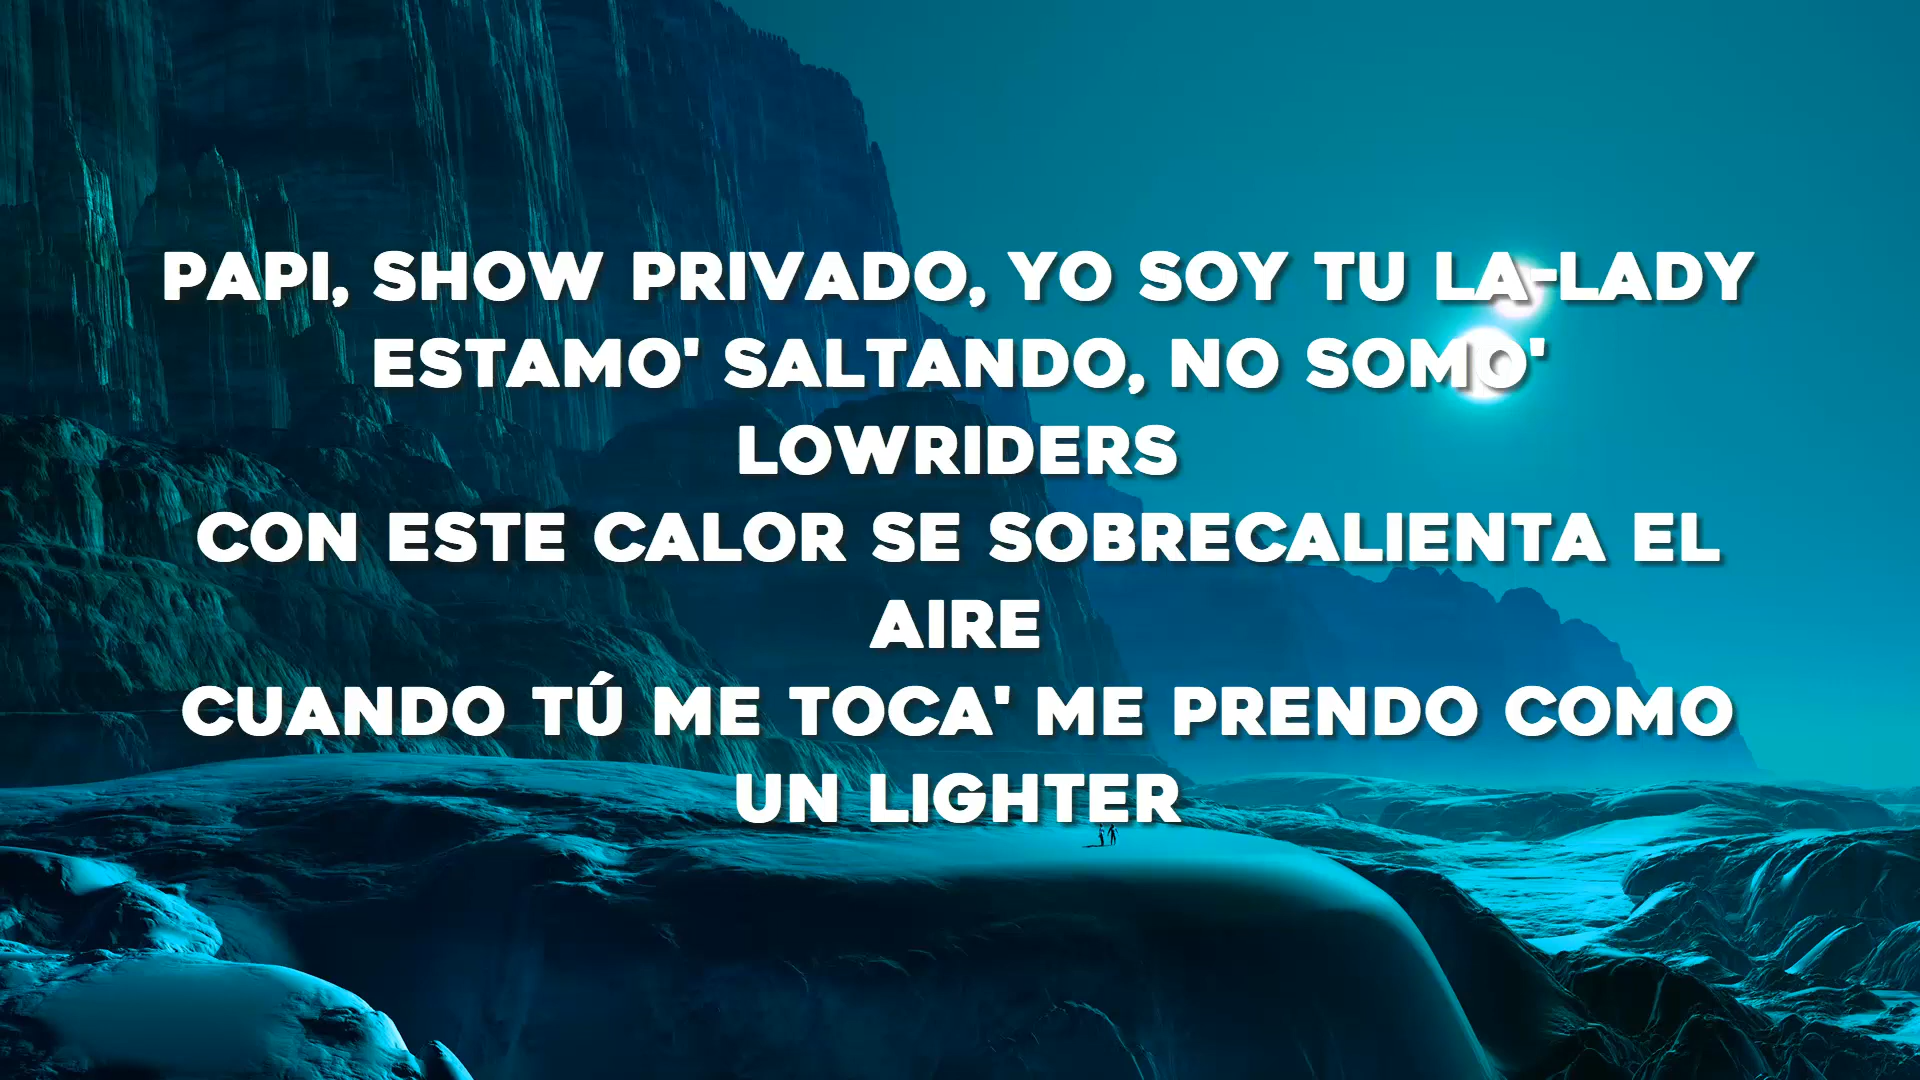 PAPI, SHOW PRIVADO, YO SOY TU LA-LADY
ESTAMO' SALTANDO, NO SOMO'
LOWRIDERS
CON ESTE CALOR SE SOBRECALIENTA EL
AIRE
CUANDO TÚ ME TOCA' ME PRENDO COMO
UN LIGHTER